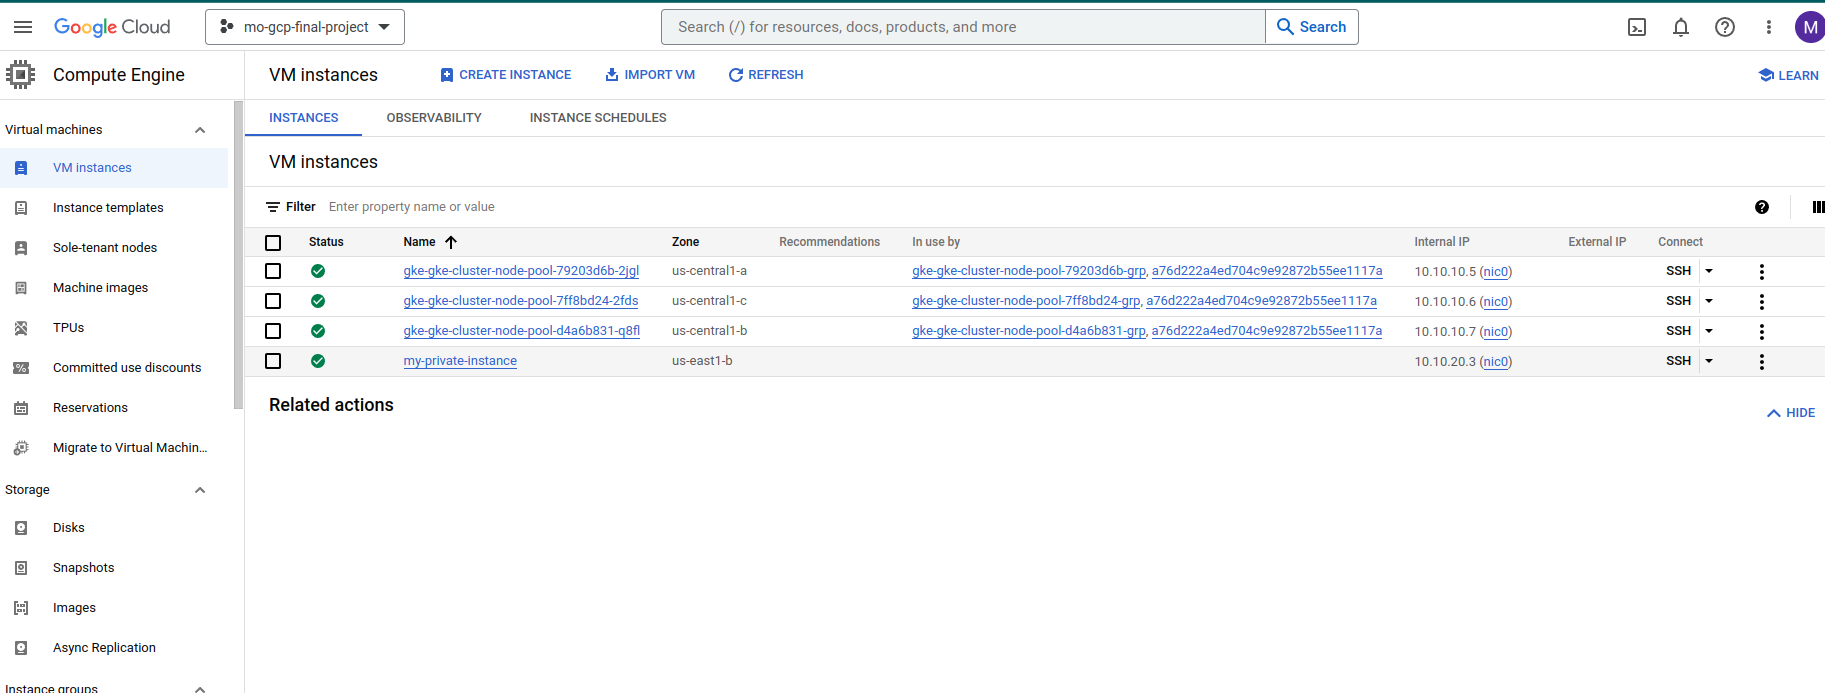 Google Cloud
mo-gcp-final-project
Search (/) for resources, docs, products, and more
Search
M
Compute Engine
VM instances
CREATE INSTANCE
IMPORT VM
REFRESH
LEARN
Virtual machines
VM instances
Instance templates
Sole-tenant nodes
Machine images
TPUs
Committed use discounts
Reservations
Migrate to Virtual Machin...
Storage
Disks
Snapshots
Images
Async Replication
Instance groups
INSTANCES OBSERVABILITY INSTANCE SCHEDULES
VM instances
Filter Enter property name or value
Status Name Zone Recommendations In use by Internal IP External IP Connect
gke-gke-cluster-node-pool-79203d6b-2jgl us-central1-a gke-gke-cluster-node-pool-79203d6b-grp, a76d222a4ed704c9e92872b55ee1117a 10.10.10.5 (nic0) SSH
gke-gke-cluster-node-pool-7ff8bd24-2fds us-central1-c gke-gke-cluster-node-pool-7ff8bd24-grp, a76d222a4ed704c9e92872b55ee1117a 10.10.10.6 (nic0) SSH
gke-gke-cluster-node-pool-d4a6b831-q8fl us-central1-b gke-gke-cluster-node-pool-d4a6b831-grp, a76d222a4ed704c9e92872b55ee1117a 10.10.10.7 (nic0) SSH
my-private-instance us-east1-b 10.10.20.3 (nic0) SSH
Related actions
HIDE